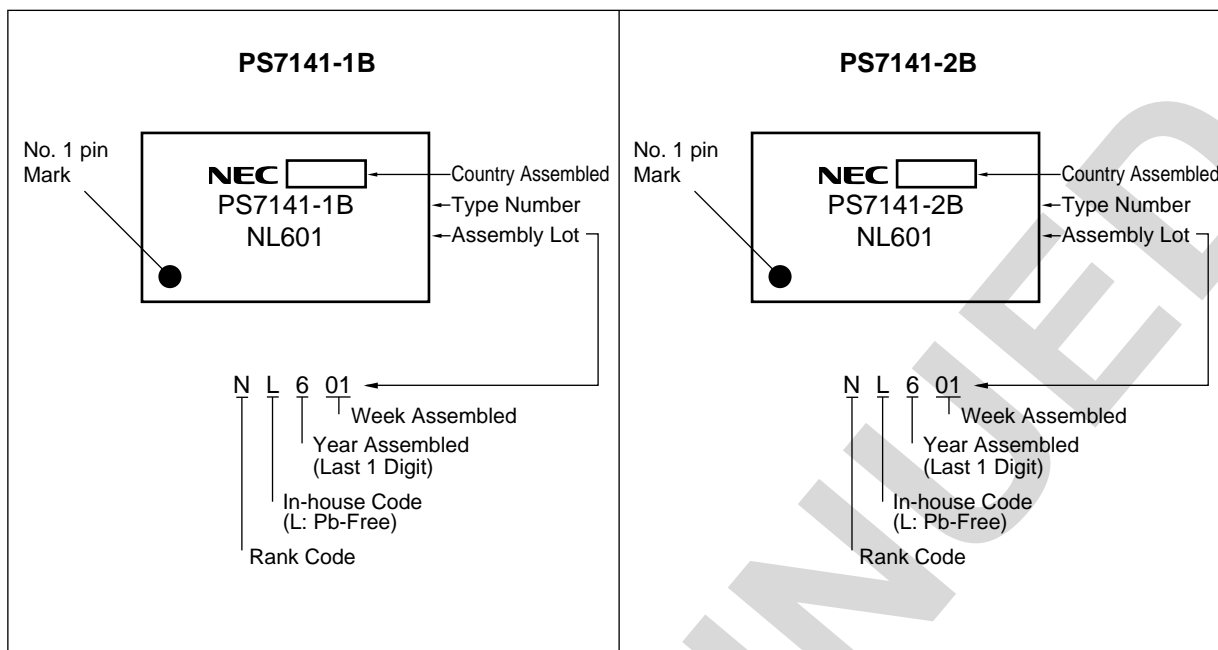 PS7141-1B
No. 1 pin
Mark
NEC
Country Assembled
PS7141-1B
Type Number
NL601
Assembly Lot
N L 6 01
Week Assembled
Year Assembled
(Last 1 Digit)
In-house Code
(L: Pb-Free)
Rank Code
PS7141-2B
No. 1 pin
Mark
NEC
Country Assembled
PS7141-2B
Type Number
NL601
Assembly Lot
N L 6 01
Week Assembled
Year Assembled
(Last 1 Digit)
In-house Code
(L: Pb-Free)
Rank Code
NUED